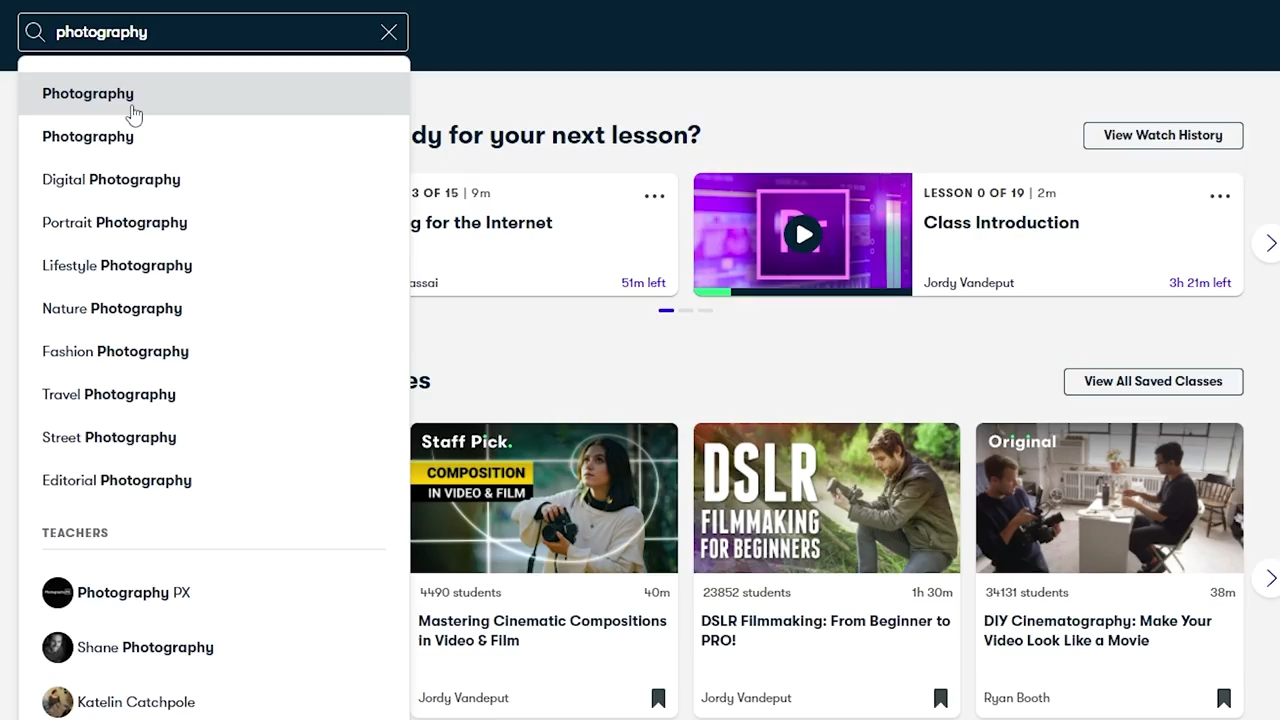 photography
Photography
Photography
Digital Photography
Portrait Photography
Lifestyle Photography
Nature Photography
Fashion Photography
Travel Photography
Street Photography
Editorial Photography
TEACHERS
Photography PX
Shane Photography
Katelin Catchpole
dy for your next lesson?
View Watch History
3 OF 15 | 9m
g for the Internet
assai
51m left
Pr
LESSON 0 OF 19 | 2m
Class Introduction
Jordy Vandeput
3h 21m left
es
View All Saved Classes
Staff Pick.
COMPOSITION
IN VIDEO & FILM
4490 students
40m
Mastering Cinematic Compositions
in Video & Film
Jordy Vandeput
DSLR
FILMMAKING
FOR BEGINNERS
23852 students
1h 30m
DSLR Filmmaking: From Beginner to
PRO!
Jordy Vandeput
Original
34131 students
38m
DIY Cinematography: Make Your
Video Look Like a Movie
Ryan Booth